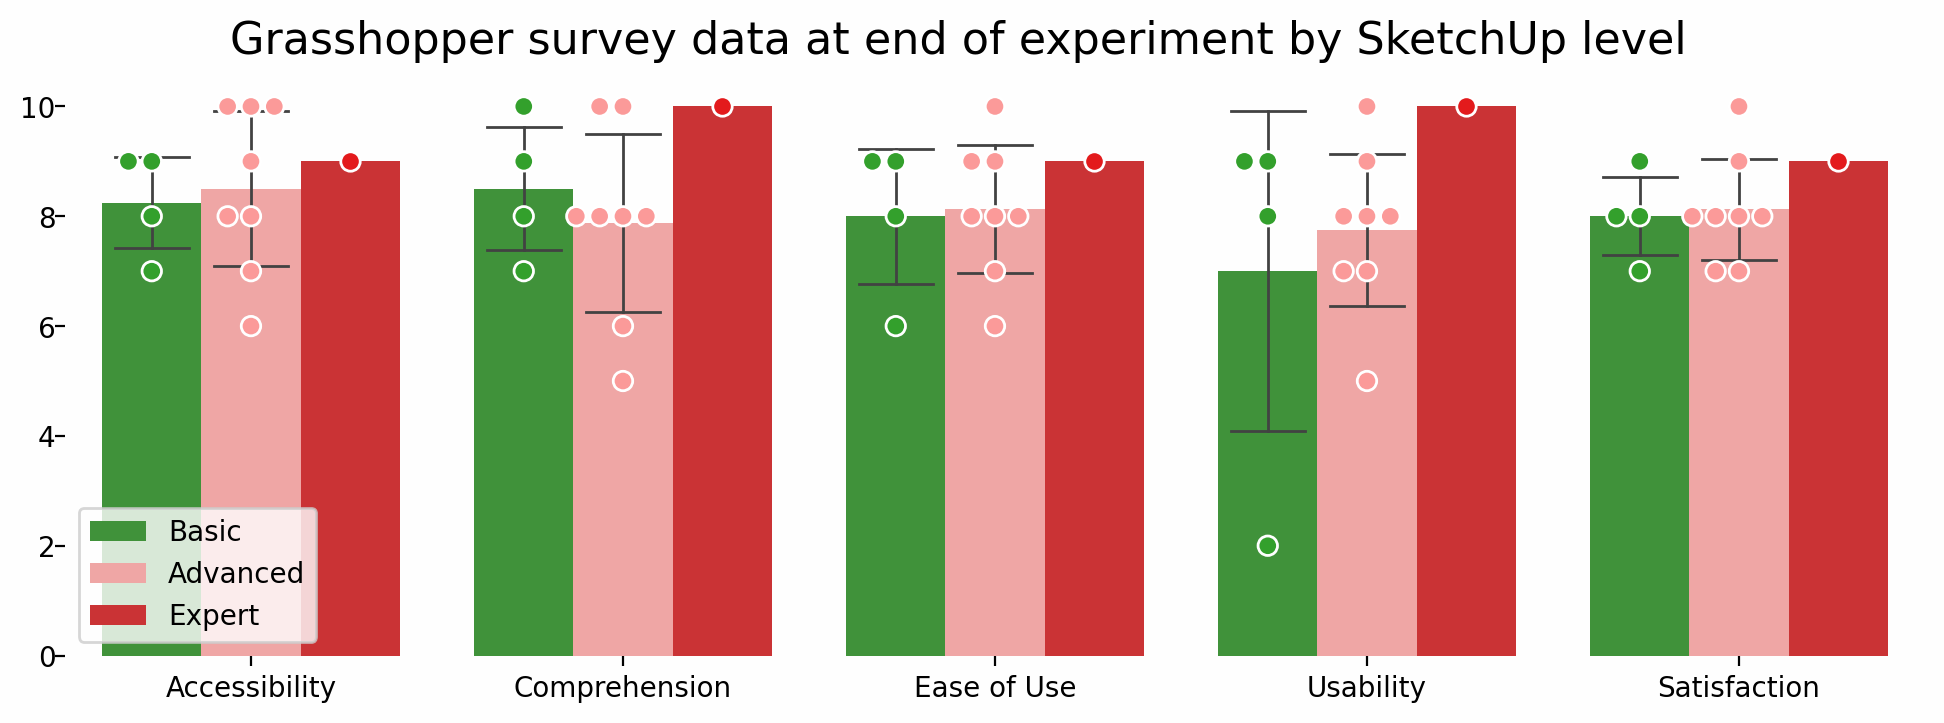 Grasshopper survey data at end of experiment by SketchUp level
10
8
6
4
2
0
Basic
Advanced
Expert
Accessibility
Comprehension
Ease of Use
Usability
Satisfaction